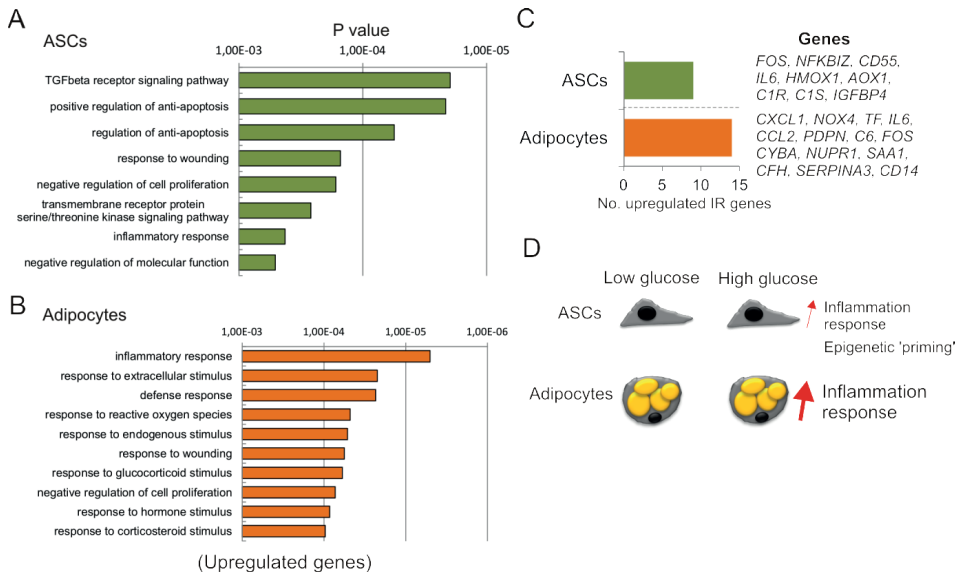 A
ASCs
P value
1,00E-03
1,00E-04
1,00E-05
TGFbeta receptor signaling pathway
positive regulation of anti-apoptosis
regulation of anti-apoptosis
response to wounding
negative regulation of cell proliferation
transmembrane receptor protein
serine/threonine kinase signaling pathway
inflammatory response
negative regulation of molecular function
B
Adipocytes
1,00E-03
1,00E-04
1,00E-05
1,00E-06
inflammatory response
response to extracellular stimulus
defense response
response to reactive oxygen species
response to endogenous stimulus
response to wounding
response to glucocorticoid stimulus
negative regulation of cell proliferation
response to hormone stimulus
response to corticosteroid stimulus
(Upregulated genes)
C
Genes
ASCs
FOS, NFKBIZ, CD55,
IL6, HMOX1, AOX1,
C1R, C1S, IGFBP4
Adipocytes
CXCL1, NOX4, TF, IL6,
CCL2, PDPN, C6, FOS
CYBA, NUPR1, SAA1,
CFH, SERPINA3, CD14
0 5 10 15
No. upregulated IR genes
D
Low glucose
High glucose
ASCs
Inflammation
response
Epigenetic 'priming'
Adipocytes
Inflammation
response